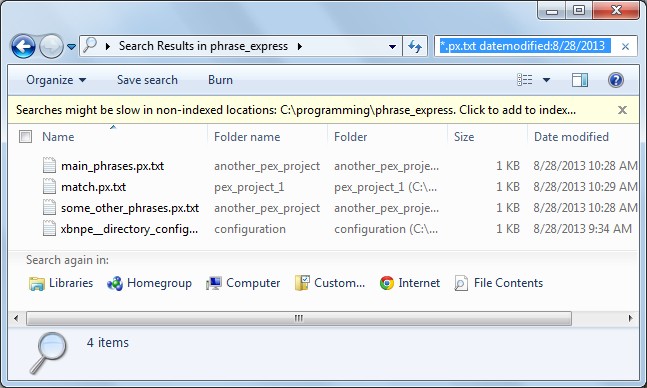 Search Results in phrase_express
*.px.txt datemodified:8/28/2013
Organize Save search Burn
Searches might be slow in non-indexed locations: C:\programming\phrase_express. Click to add to index...
Name Folder name Folder Size Date modified
main_phrases.px.txt another_pex_project another_pex_proje... 1 KB 8/28/2013 10:28 AM
match.px.txt pex_project_1 pex_project_1 (C:\... 1 KB 8/28/2013 10:29 AM
some_other_phrases.px.txt another_pex_project another_pex_proje... 1 KB 8/28/2013 10:28 AM
xbnpe__directory_config... configuration configuration (C:\... 1 KB 8/28/2013 9:34 AM
Search again in:
Libraries Homegroup Computer Custom... Internet File Contents
4 items